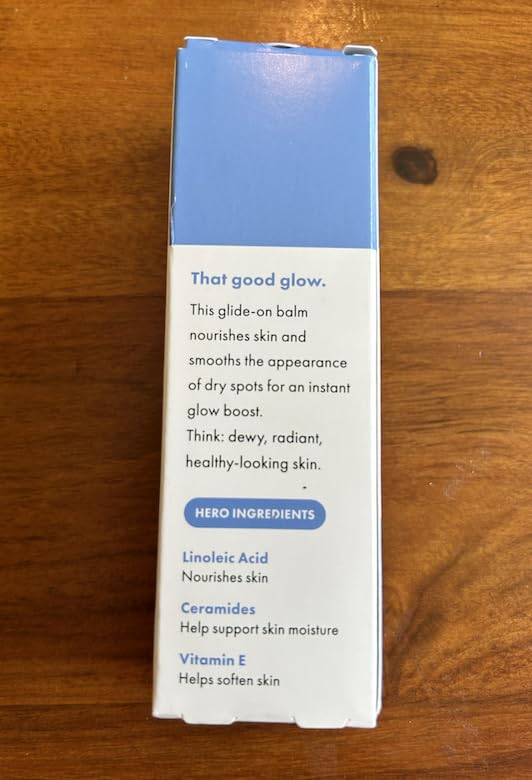 That good glow.
This glide-on balm
nourishes skin and
smooths the appearance
of dry spots for an instant
glow boost.
Think: dewy, radiant,
healthy-looking skin.
HERO INGREDIENTS
Linoleic Acid
Nourishes skin
Ceramides
Help support skin moisture
Vitamin E
Helps soften skin